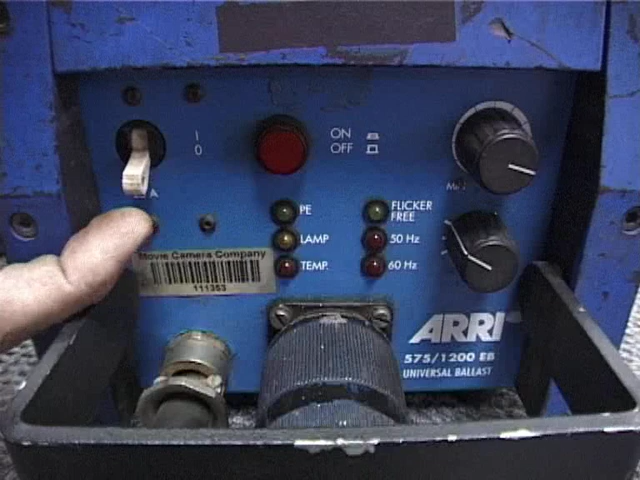 I
0
ON
OFF
PE
LAMP
TEMP.
FLICKER
FREE
50 Hz
60 Hz
Movie Camera Company
111353
ARRI
575/1200 EB
UNIVERSAL BALLAST